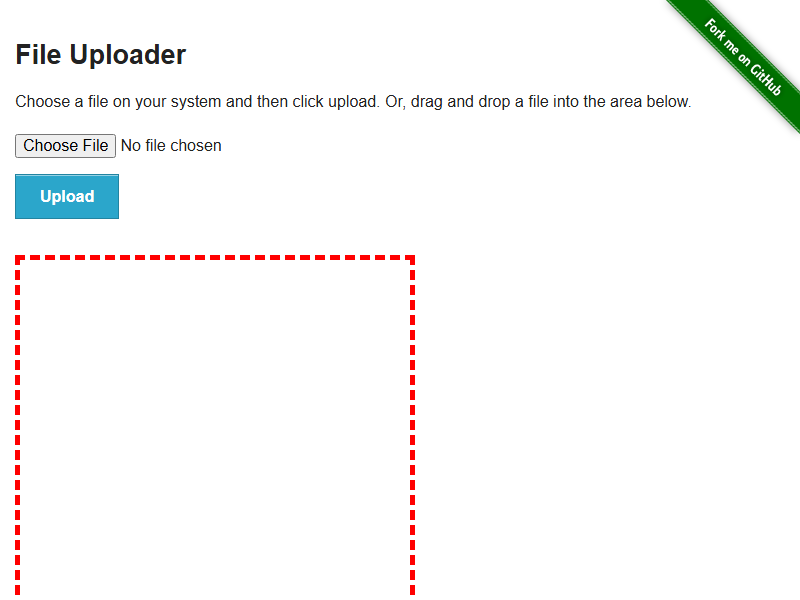 Fork me on GitHub
File Uploader
Choose a file on your system and then click upload. Or, drag and drop a file into the area below.
Choose File No file chosen
Upload